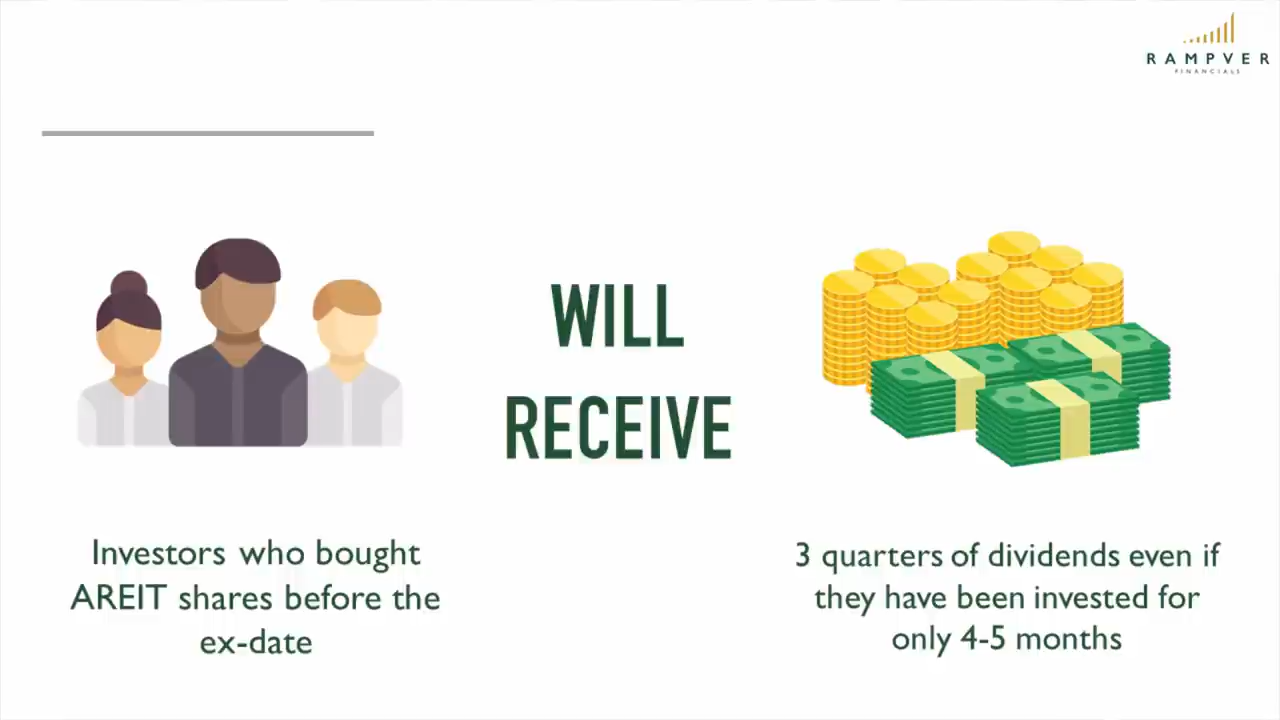 RAMPVER
FINANCIALS
WILL
RECEIVE
Investors who bought
AREIT shares before the
ex-date
3 quarters of dividends even if
they have been invested for
only 4-5 months